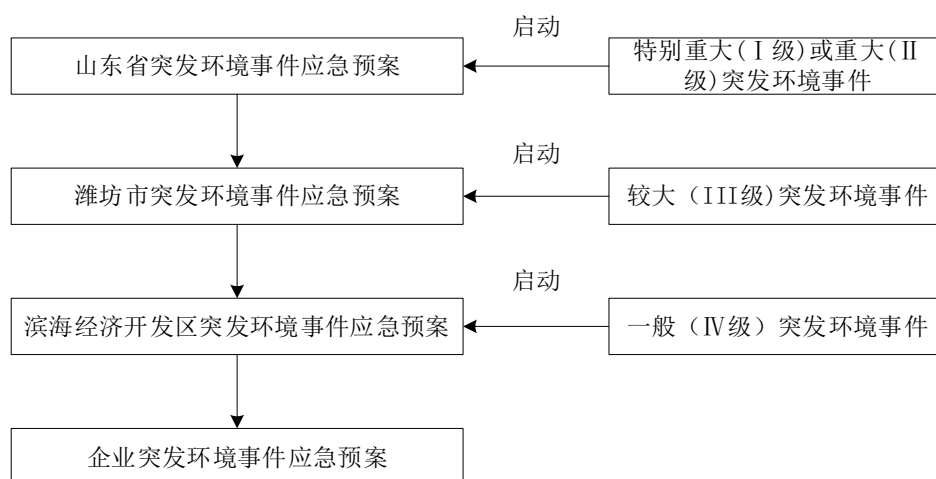 启动
山东省突发环境事件应急预案
特别重大(Ⅰ级)或重大(Ⅱ
级)突发环境事件
启动
潍坊市突发环境事件应急预案
较大（III级)突发环境事件
启动
滨海经济开发区突发环境事件应急预案
一般（Ⅳ级）突发环境事件
企业突发环境事件应急预案